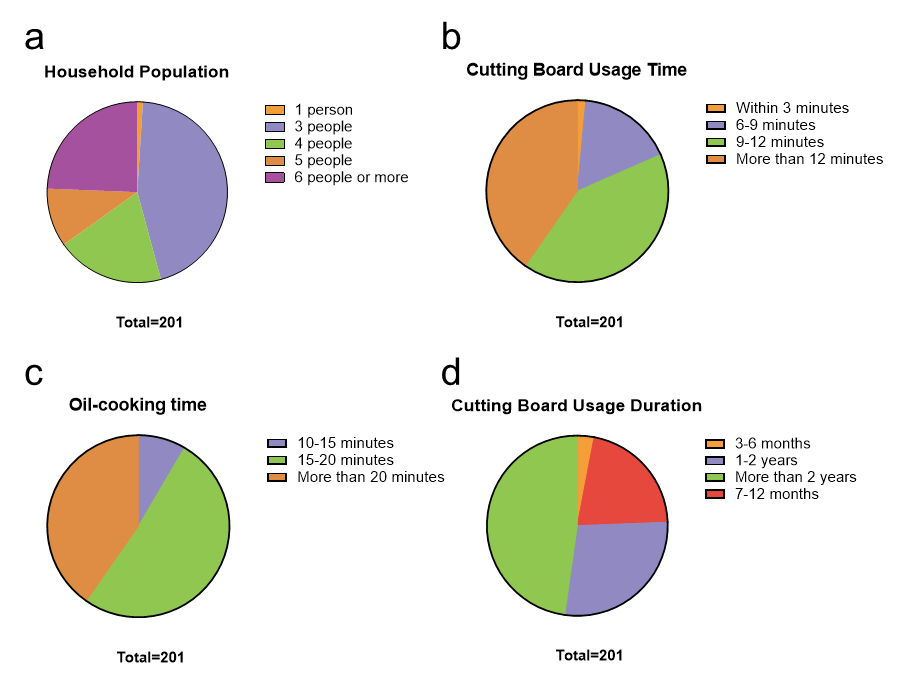 a
Household Population
1 person
3 people
4 people
5 people
6 people or more
Total=201
b
Cutting Board Usage Time
Within 3 minutes
6-9 minutes
9-12 minutes
More than 12 minutes
Total=201
c
Oil-cooking time
10-15 minutes
15-20 minutes
More than 20 minutes
Total=201
d
Cutting Board Usage Duration
3-6 months
1-2 years
More than 2 years
7-12 months
Total=201